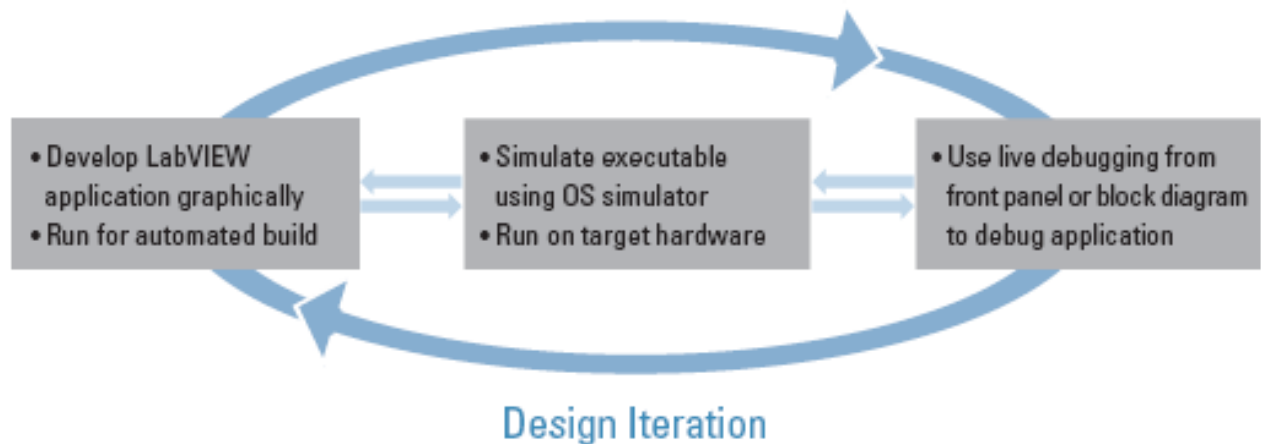 • Develop LabVIEW
application graphically
• Run for automated build
• Simulate executable
using OS simulator
• Run on target hardware
• Use live debugging from
front panel or block diagram
to debug application
Design Iteration